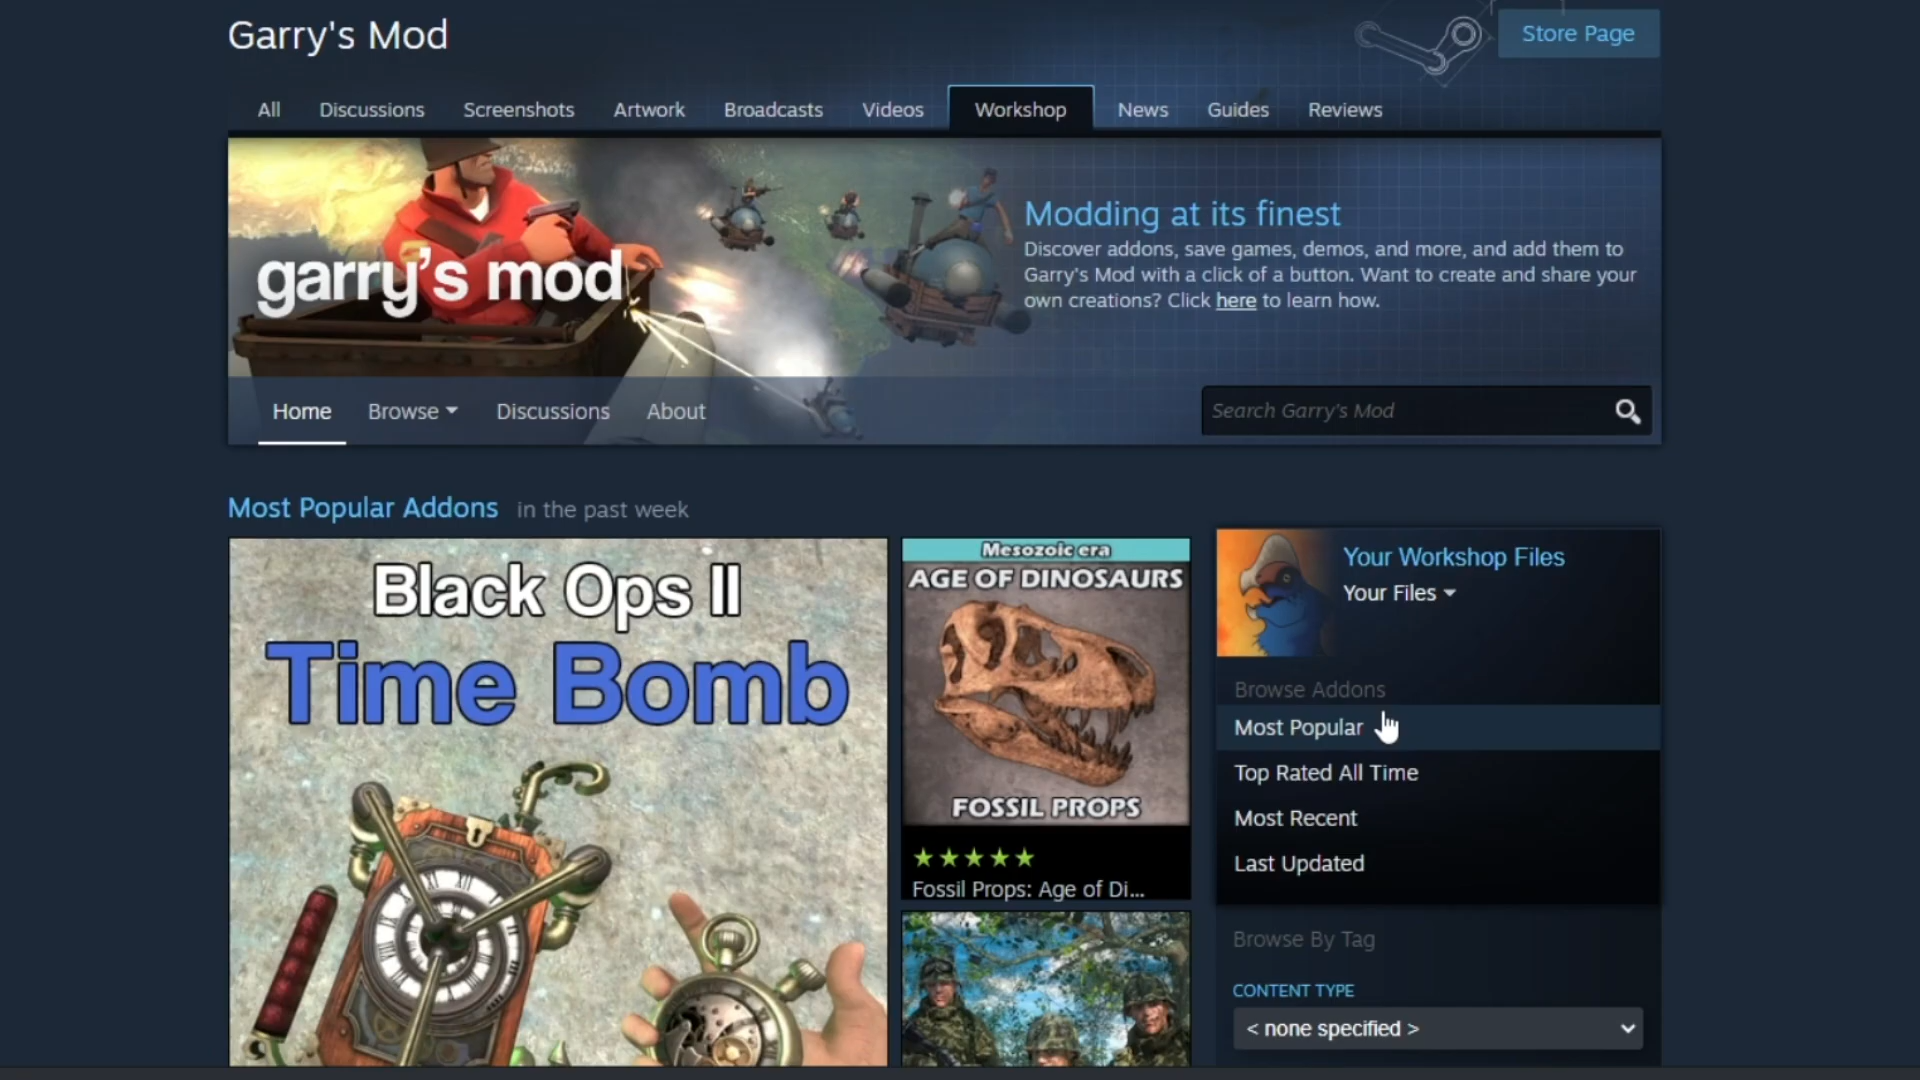 Garry's Mod
Store Page
All Discussions Screenshots Artwork Broadcasts Videos Workshop News Guides Reviews
garry's mod
Modding at its finest
Discover addons, save games, demos, and more, and add them to
Garry's Mod with a click of a button. Want to create and share your
own creations? Click here to learn how.
Home Browse Discussions About
Search Garry's Mod
Most Popular Addons in the past week
Black Ops II
Time Bomb
Mesozoic era
AGE OF DINOSAURS
FOSSIL PROPS
Fossil Props: Age of Di...
Your Workshop Files
Your Files
Browse Addons
Most Popular
Top Rated All Time
Most Recent
Last Updated
Browse By Tag
CONTENT TYPE
< none specified >